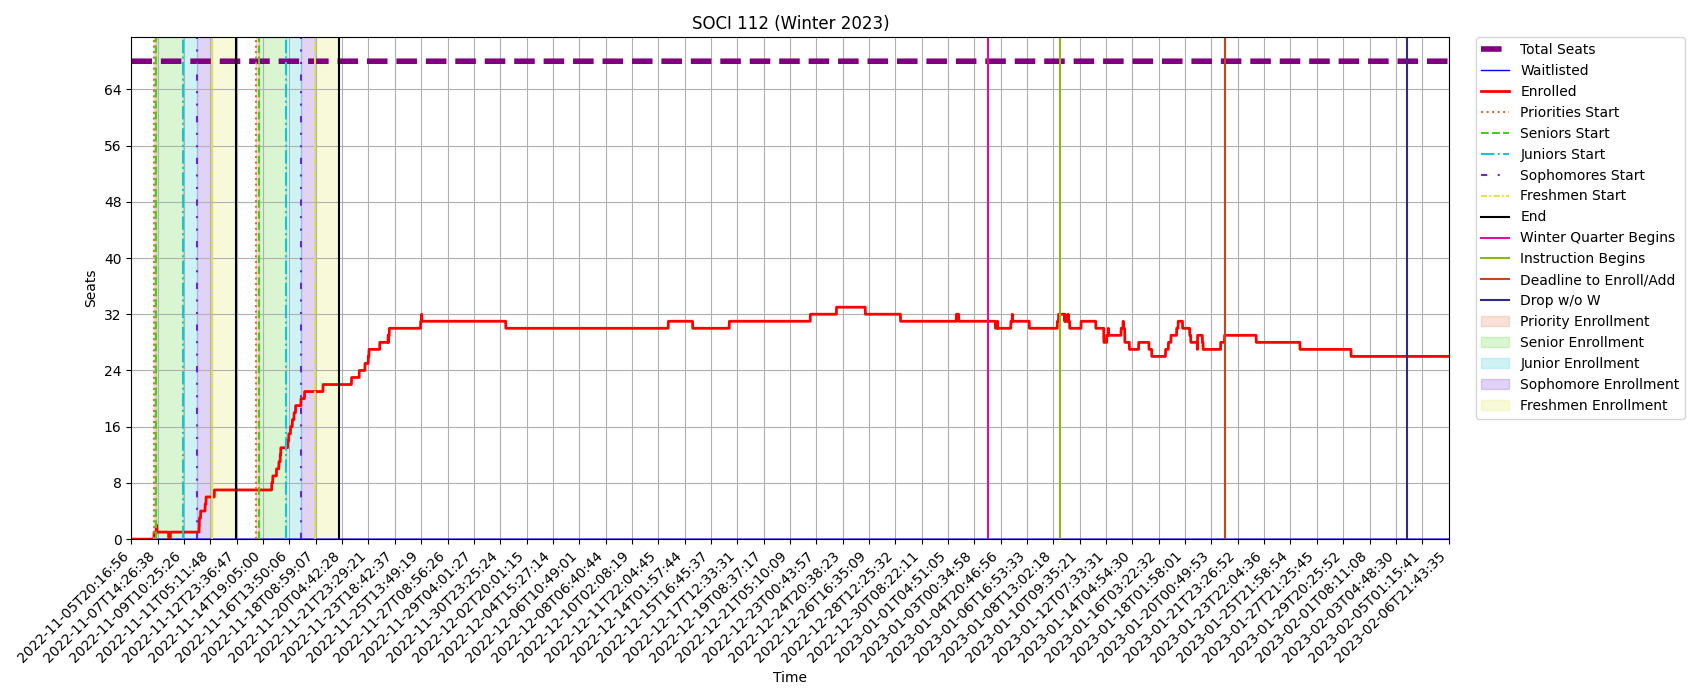 SOCI 112 (Winter 2023)
Seats
64
56
48
40
32
24
16
8
0
2022-11-05T20:16:56
2022-11-07T14:26:38
2022-11-09T10:25:26
2022-11-11T05:11:48
2022-11-12T23:36:47
2022-11-14T19:05:00
2022-11-16T13:50:06
2022-11-18T08:59:07
2022-11-20T04:42:28
2022-11-21T23:29:21
2022-11-23T18:42:37
2022-11-25T13:49:19
2022-11-27T08:56:26
2022-11-29T04:01:27
2022-11-30T23:25:24
2022-12-02T20:01:15
2022-12-04T15:27:14
2022-12-06T10:49:01
2022-12-08T06:40:44
2022-12-10T02:08:19
2022-12-11T22:04:45
2022-12-14T01:57:44
2022-12-15T16:45:37
2022-12-17T12:33:31
2022-12-19T08:37:17
2022-12-21T05:10:09
2022-12-23T00:43:57
2022-12-24T20:38:23
2022-12-26T16:35:09
2022-12-28T12:25:32
2022-12-30T08:22:11
2023-01-01T04:51:05
2023-01-03T00:34:58
2023-01-04T20:46:56
2023-01-06T16:53:33
2023-01-08T13:02:18
2023-01-10T09:35:21
2023-01-12T07:33:31
2023-01-14T04:54:30
2023-01-16T03:22:32
2023-01-18T01:58:01
2023-01-20T00:49:53
2023-01-21T23:26:52
2023-01-23T22:04:36
2023-01-25T21:58:54
2023-01-27T21:25:45
2023-01-29T20:25:52
2023-02-01T08:11:08
2023-02-03T04:48:30
2023-02-05T01:15:41
2023-02-06T21:43:35
Time
Total Seats
Waitlisted
Enrolled
Priorities Start
Seniors Start
Juniors Start
Sophomores Start
Freshmen Start
End
Winter Quarter Begins
Instruction Begins
Deadline to Enroll/Add
Drop w/o W
Priority Enrollment
Senior Enrollment
Junior Enrollment
Sophomore Enrollment
Freshmen Enrollment